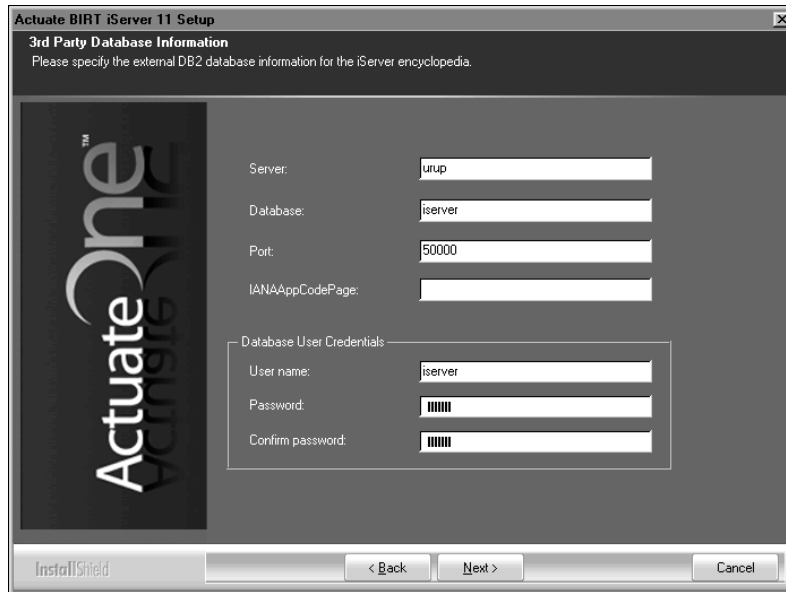 Actuate BIRT iServer 11 Setup
3rd Party Database Information
Please specify the external DB2 database information for the iServer encyclopedia.
ActuateOne™
Server: urup
Database: iserver
Port: 50000
IANAAppCodePage:
Database User Credentials
User name: iserver
Password:
Confirm password:
InstallShield
< Back Next > Cancel